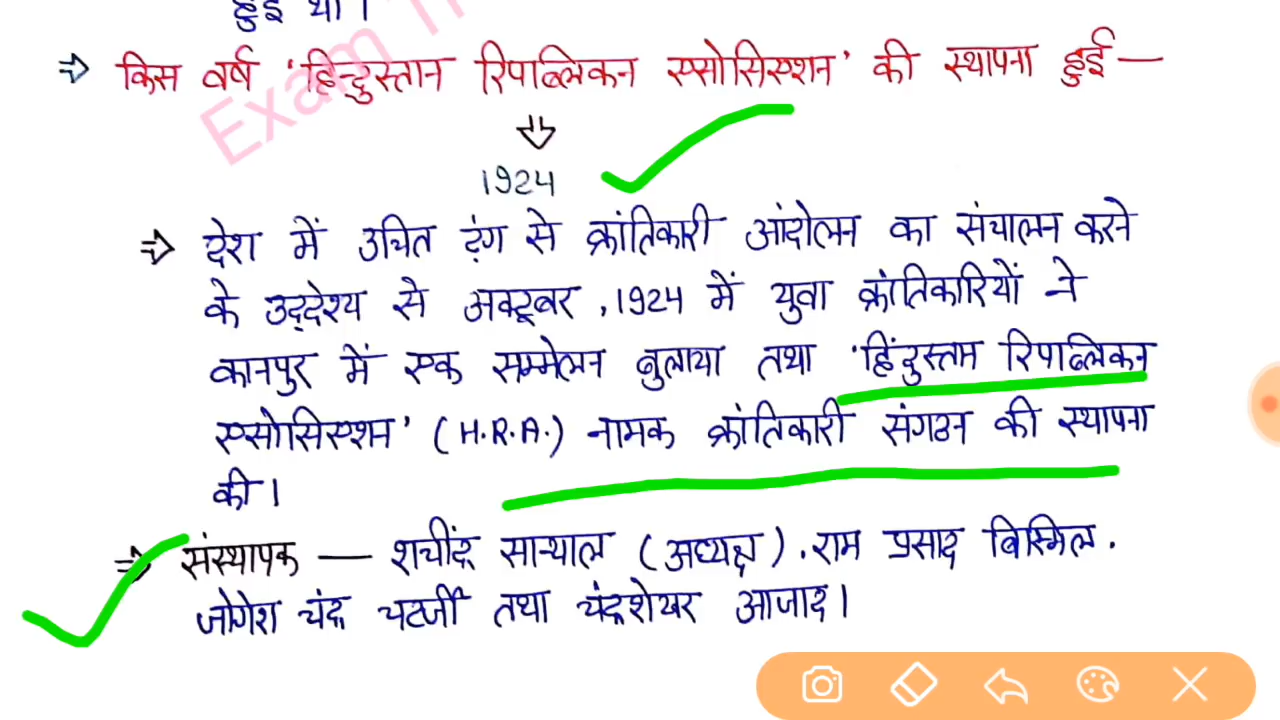 हुई थी।
⇒ किस वर्ष 'हिन्दुस्तान रिपब्लिकन एसोसिएशन' की स्थापना हुई —
⇓
1924
⇒ देश में उचित ढंग से क्रांतिकारी आंदोलन का संचालन करने
के उद्देश्य से अक्टूबर, 1924 में युवा क्रांतिकारियों ने
कानपुर में एक सम्मेलन बुलाया तथा 'हिंदुस्तान रिपाब्लिकन
एसोसिएशन' (H.R.A.) नामक क्रांतिकारी संगठन की स्थापना
की।
⇒ संस्थापक — शचींद्र सान्याल (अध्यक्ष), राम प्रसाद बिस्मिल,
जोगेश चंद्र चटर्जी तथा चंद्रशेखर आजाद।
Exam